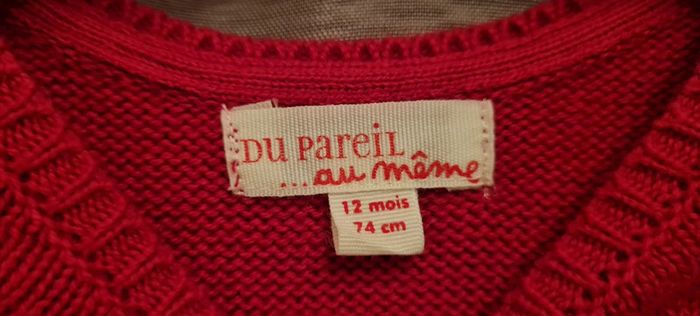 DU PAREIL
...au même
12 mois
74 cm